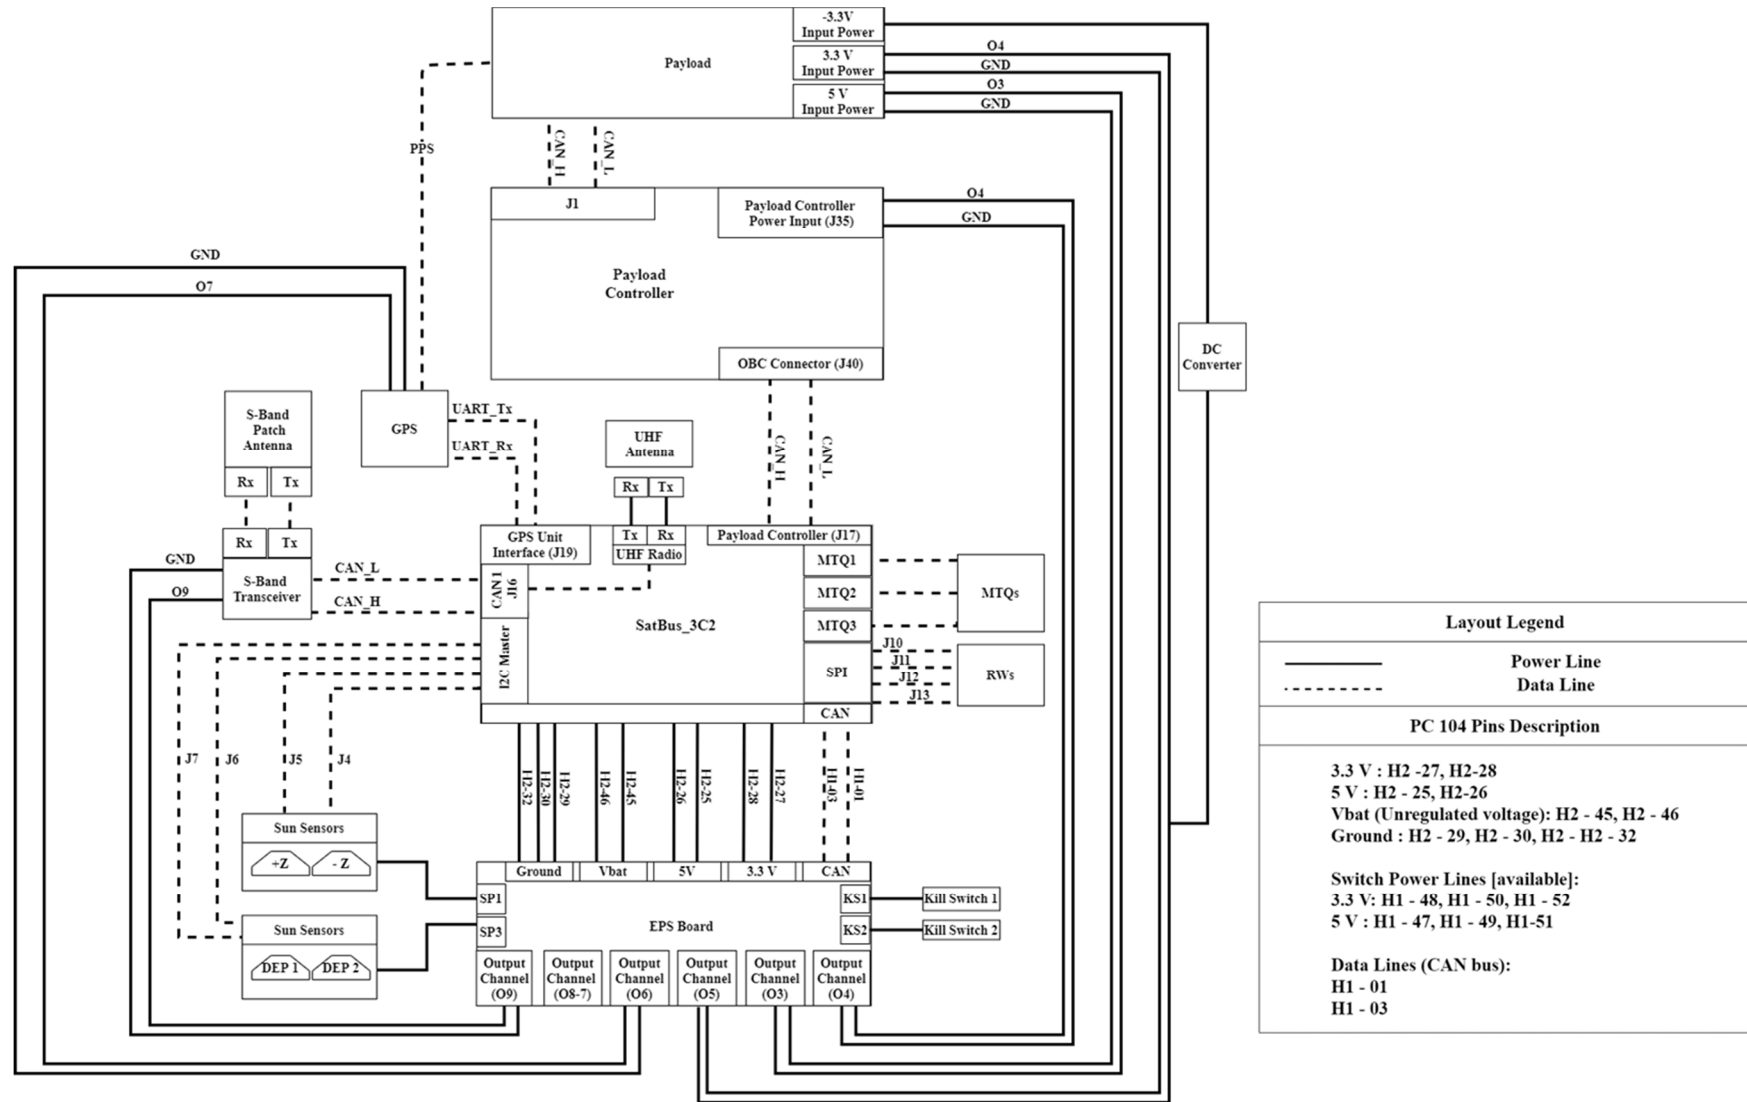 -3.3V
Input Power
3.3 V
Input Power
5 V
Input Power
Payload
O4
GND
O3
GND
PPS
CAN_H
CAN_L
J1
Payload Controller
Power Input (J35)
O4
GND
Payload
Controller
OBC Connector (J40)
GND
O7
DC
Converter
S-Band
Patch
Antenna
Rx
Tx
GPS
UART_Tx
UART_Rx
UHF
Antenna
Rx
Tx
CAN_H
CAN_L
Rx
Tx
S-Band
Transceiver
GND
O9
CAN_L
CAN_H
GPS Unit
Interface (J19)
Tx
Rx
UHF Radio
Payload Controller (J17)
CAN 1
J16
I2C Master
SatBus_3C2
MTQ1
MTQ2
MTQ3
SPI
CAN
MTQs
J10
J11
J12
J13
RWs
J7
J6
J5
J4
H2-32
H2-30
H2-29
H2-46
H2-45
H2-26
H2-25
H2-28
H2-27
H1-03
H1-01
Sun Sensors
+Z
- Z
Sun Sensors
DEP 1
DEP 2
Ground
Vbat
5V
3.3 V
CAN
SP1
SP3
EPS Board
KS1
KS2
Kill Switch 1
Kill Switch 2
Output
Channel
(O9)
Output
Channel
(O8-7)
Output
Channel
(O6)
Output
Channel
(O5)
Output
Channel
(O3)
Output
Channel
(O4)
Layout Legend
Power Line
Data Line
PC 104 Pins Description
3.3 V : H2 -27, H2-28
5 V : H2 - 25, H2-26
Vbat (Unregulated voltage): H2 - 45, H2 - 46
Ground : H2 - 29, H2 - 30, H2 - H2 - 32
Switch Power Lines [available]:
3.3 V: H1 - 48, H1 - 50, H1 - 52
5 V : H1 - 47, H1 - 49, H1-51
Data Lines (CAN bus):
H1 - 01
H1 - 03